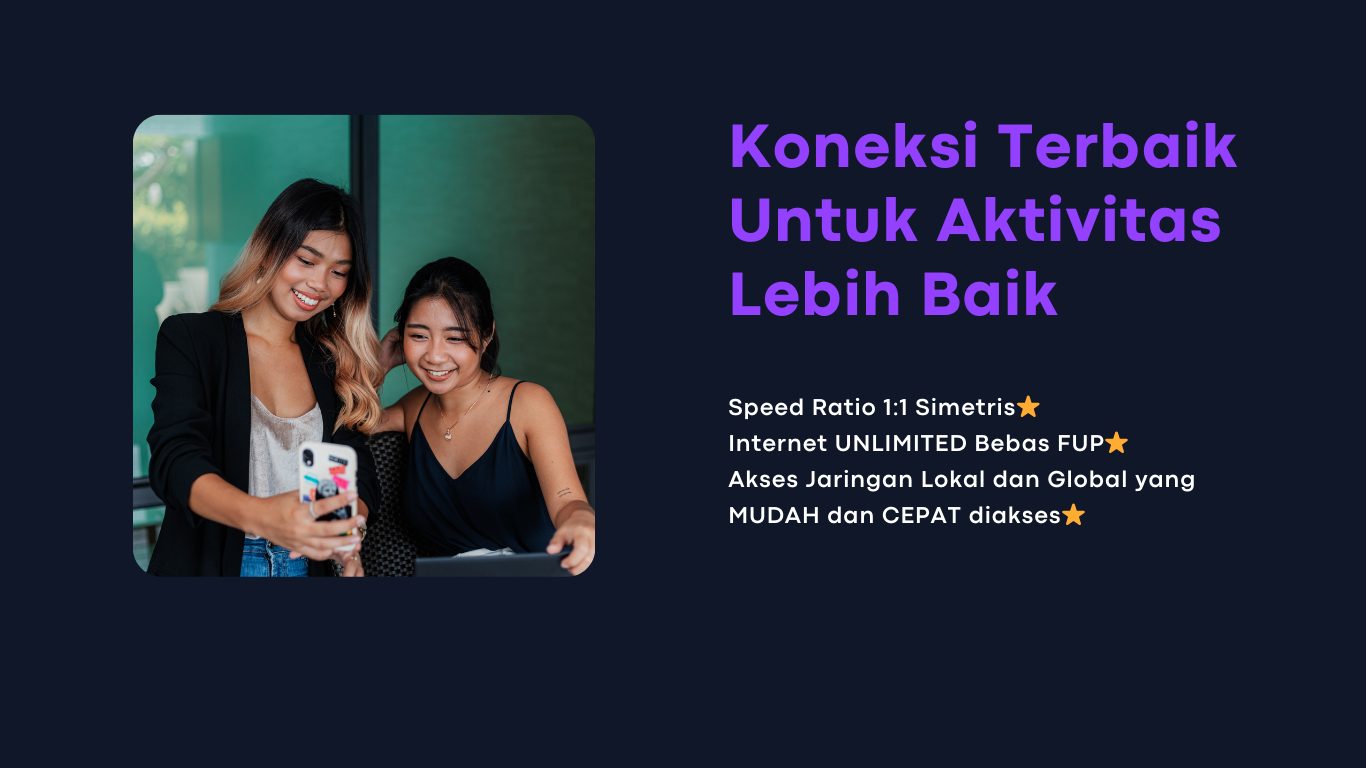 Koneksi Terbaik
Untuk Aktivitas
Lebih Baik
Speed Ratio 1:1 Simetris⭐
Internet UNLIMITED Bebas FUP⭐
Akses Jaringan Lokal dan Global yang
MUDAH dan CEPAT diakses⭐